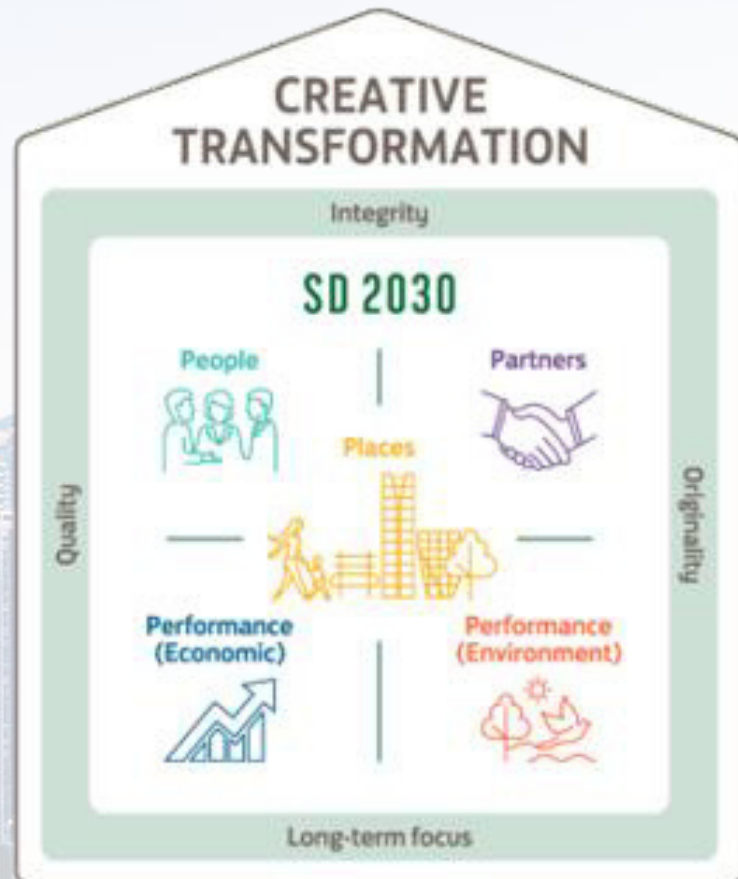 CREATIVE
TRANSFORMATION
Integrity
SD 2030
People
Partners
Places
Quality
Originality
Performance
(Economic)
Performance
(Environment)
Long-term focus